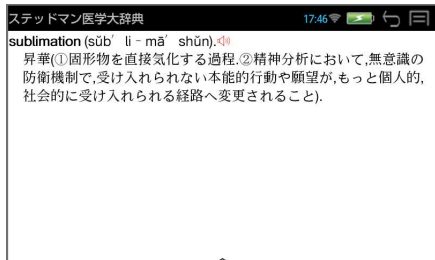 ステッドマン医学大辞典
17:46
sublimation (sŭb′ li‐mā′ shŭn).
昇華(①固形物を直接気化する過程.②精神分析において,無意識の
防衛機制で,受け入れられない本能的行動や願望が,もっと個人的,
社会的に受け入れられる経路へ変更されること).